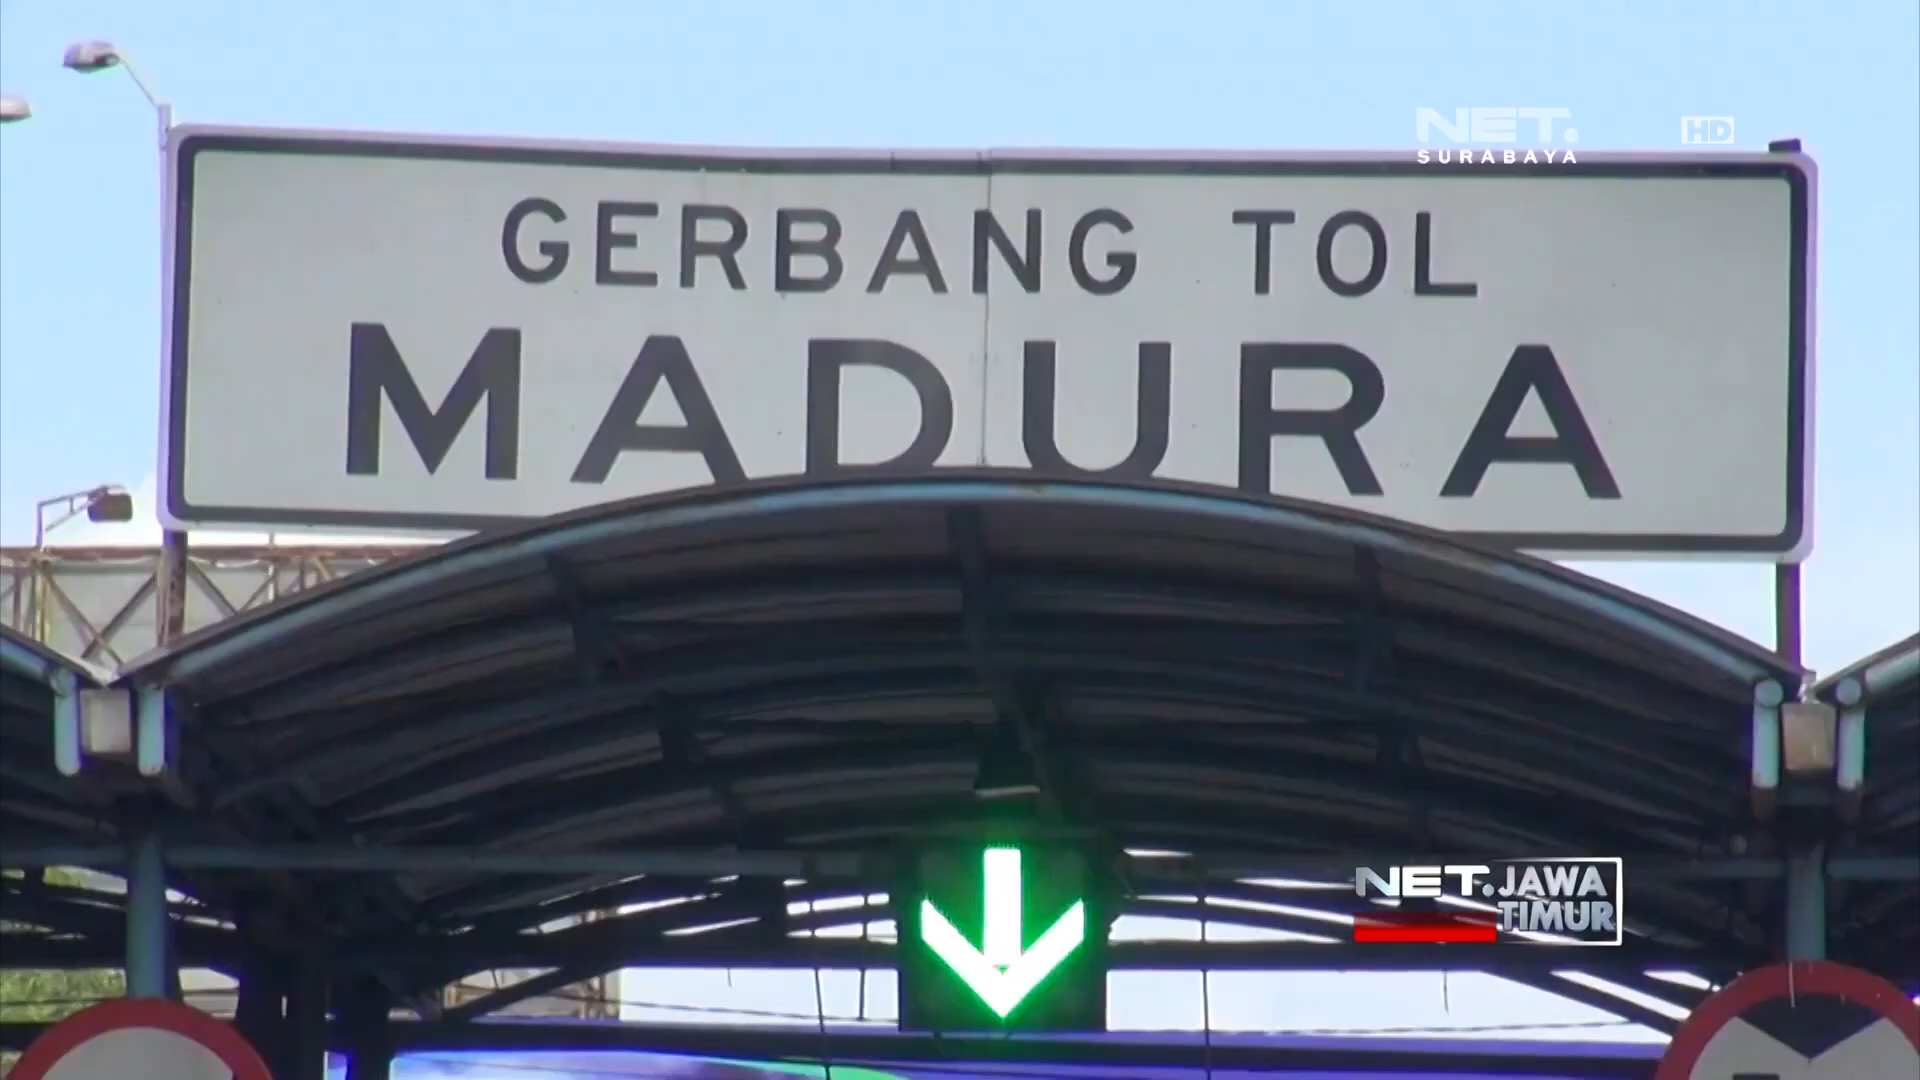 NET.
SURABAYA
HD
GERBANG TOL
MADURA
NET. JAWA
TIMUR